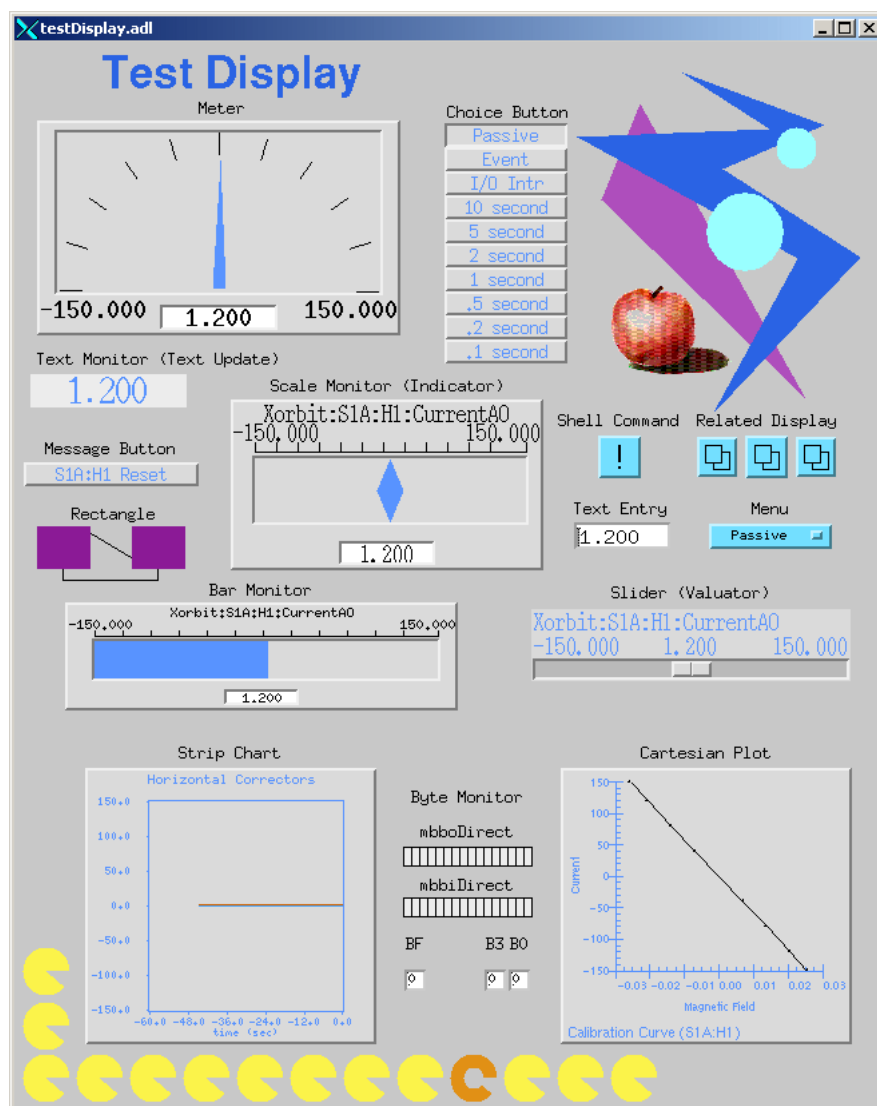 testDisplay.adl
Test Display
Meter
-150.000 1.200 150.000
Choice Button
Passive
Event
I/O Intr
10 second
5 second
2 second
1 second
.5 second
.2 second
.1 second
Text Monitor (Text Update)
1.200
Scale Monitor (Indicator)
Xorbit:S1A:H1:CurrentAO
-150.000 150.000
1.200
Shell Command
!
Related Display
Message Button
S1A:H1 Reset
Rectangle
Text Entry
1.200
Menu
Passive
Bar Monitor
Xorbit:S1A:H1:CurrentAO
-150.000 150.000
1.200
Slider (Valuator)
Xorbit:S1A:H1:CurrentAO
-150.000 1.200 150.000
Strip Chart
Horizontal Correctors
150.0
100.0
50.0
0.0
-50.0
-100.0
-150.0
-60.0 -48.0 -36.0 -24.0 -12.0 0.0
time (sec)
Byte Monitor
mbboDirect
mbbiDirect
BF B3 B0
Cartesian Plot
150
100
50
0
-50
-100
-150
Current
-0.03 -0.02 -0.01 0.00 0.01 0.02 0.03
Magnetic Field
Calibration Curve (S1A:H1)